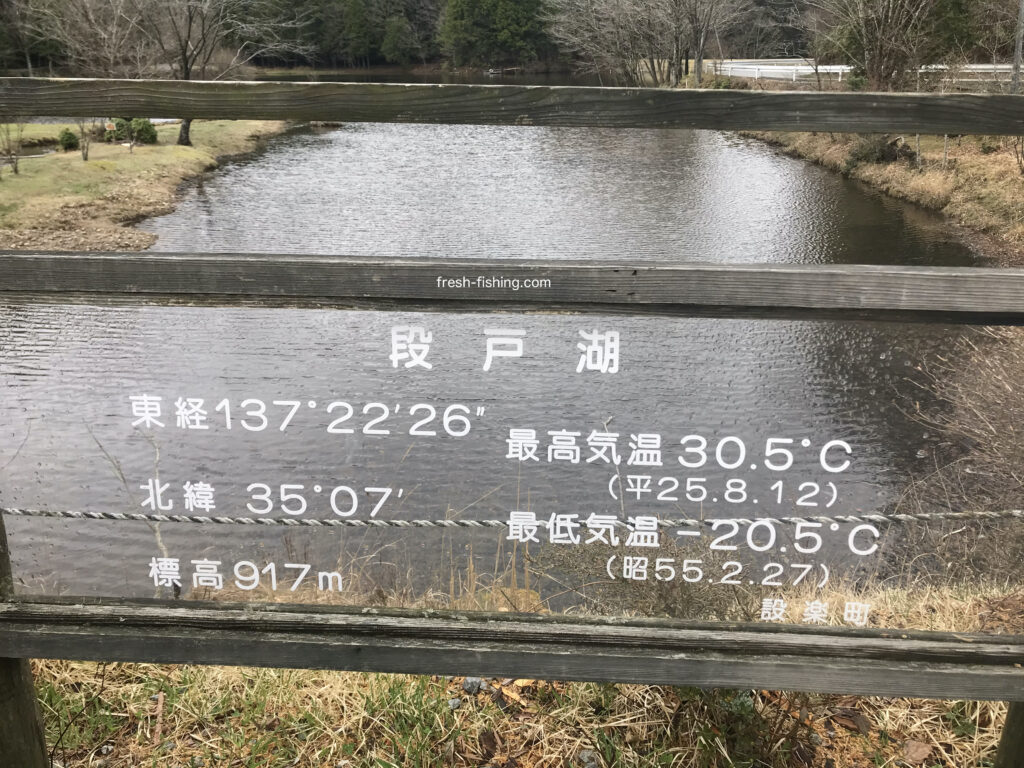 fresh-fishing.com
段戸湖
東経137°22'26"
北緯 35°07'
標高917m
最高気温 30.5°C
(平25.8.12)
最低気温 -20.5°C
(昭55.2.27)
設楽町